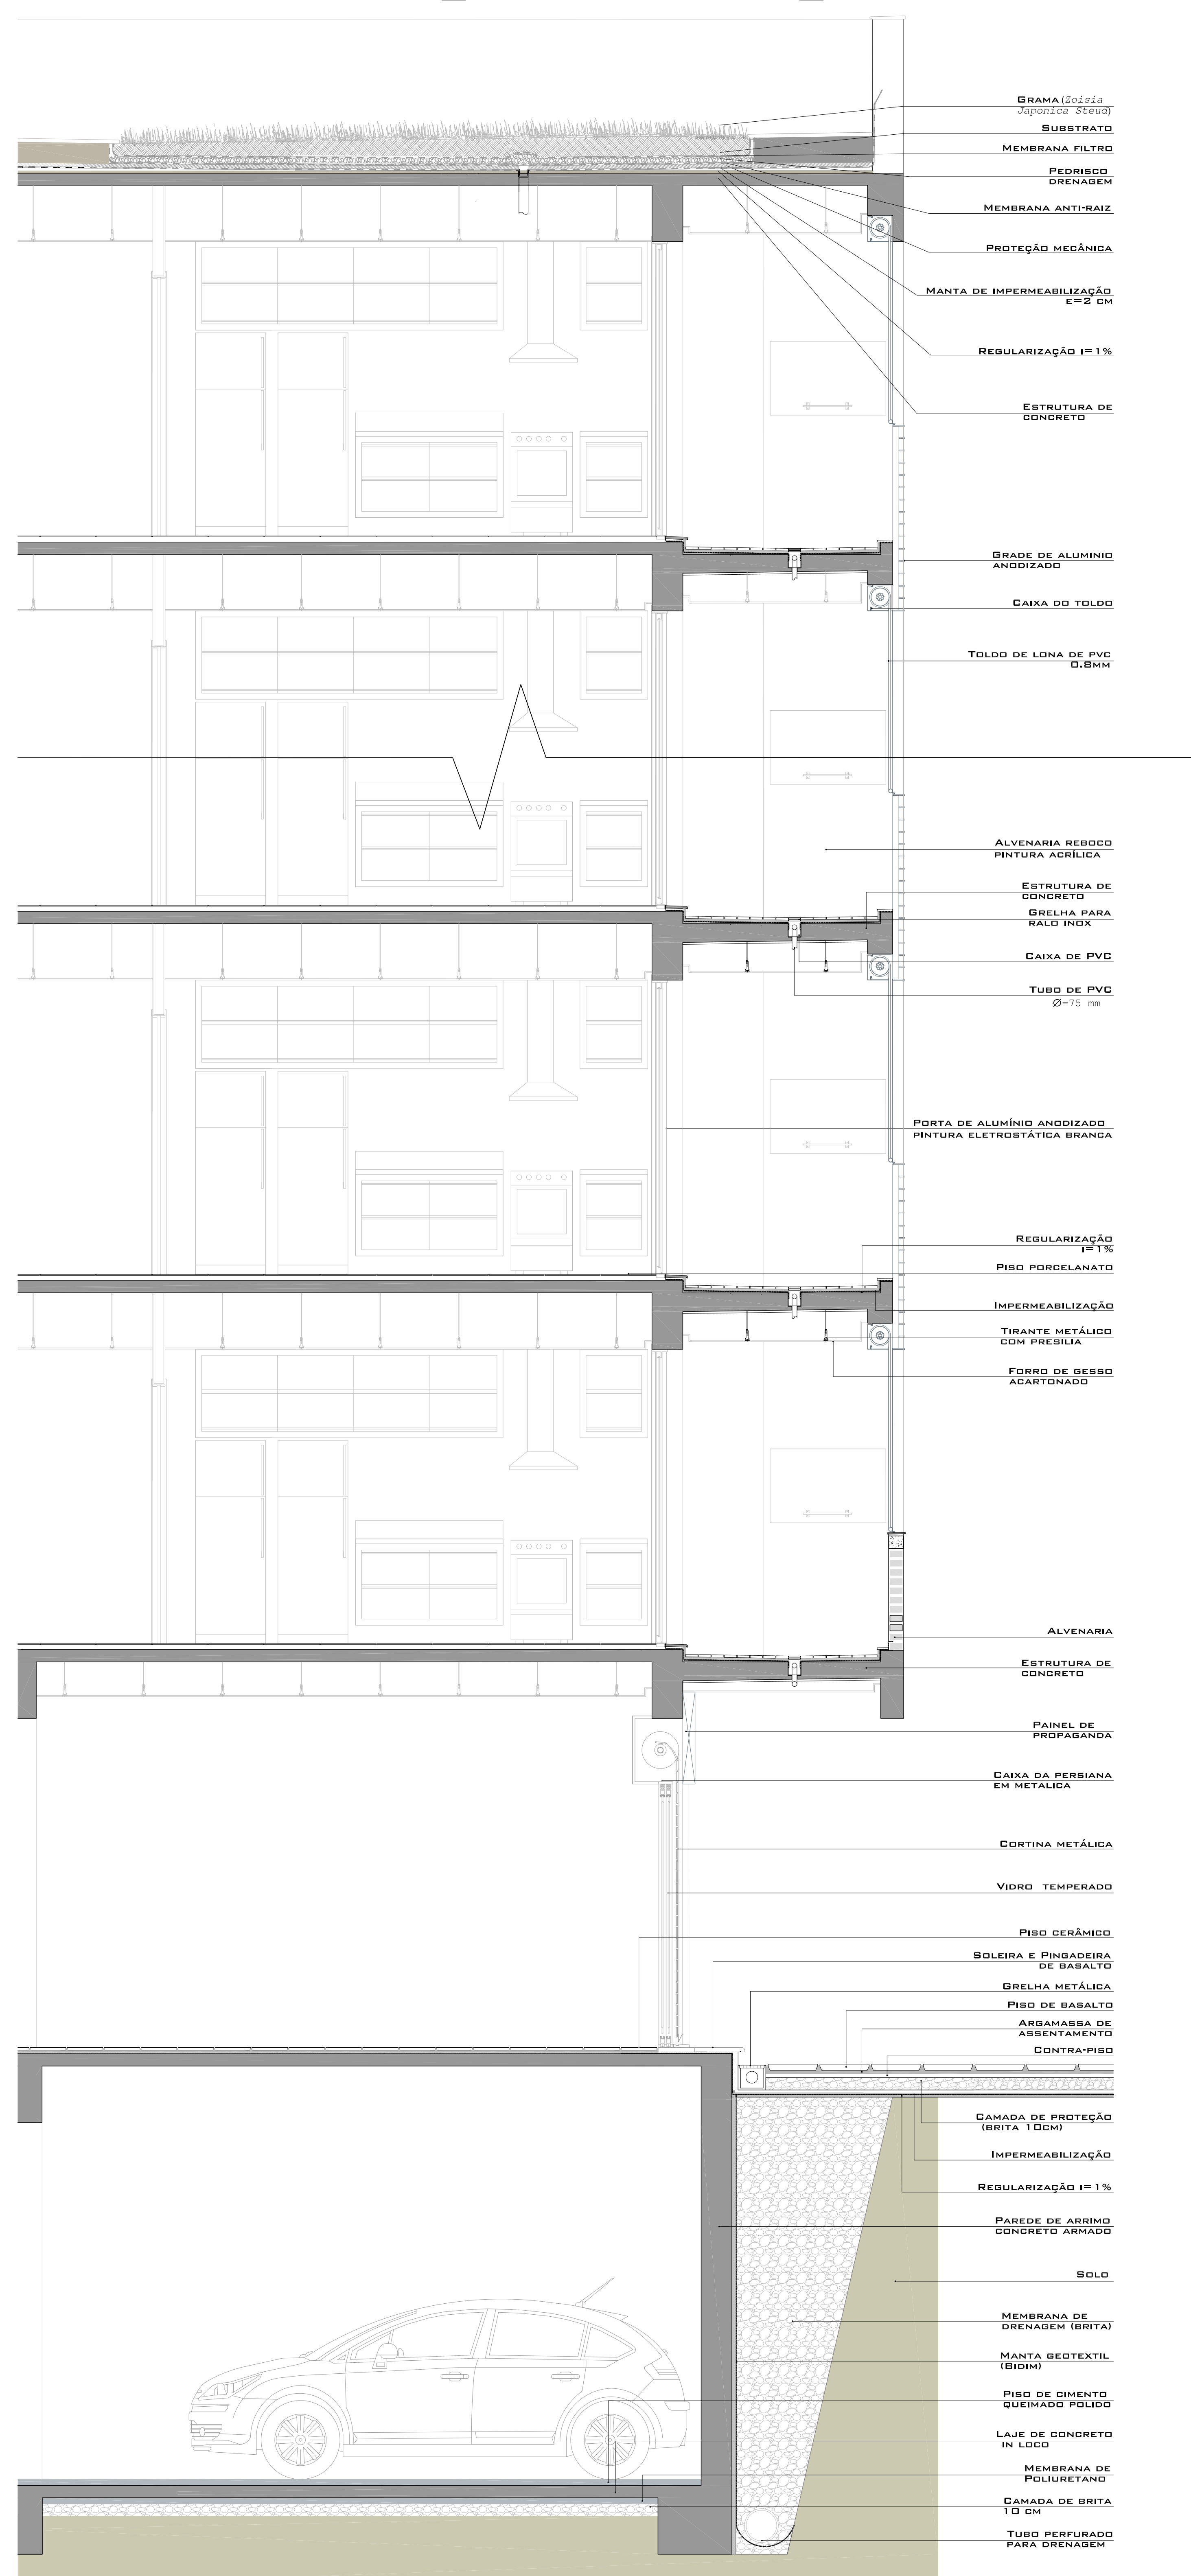 Grama (Zoisia
Japonica Steud)
Substrato
Membrana filtro
Pedrisco
drenagem
Membrana anti-raiz
Proteção mecânica
Manta de impermeabilização
e=2 cm
Regularização i=1%
Estrutura de
concreto
Grade de aluminio
anodizado
Caixa do toldo
Toldo de lona de pvc
0.8mm
Alvenaria reboco
pintura acrílica
Estrutura de
concreto
Grelha para
ralo inox
Caixa de PVC
Tubo de PVC
Ø=75 mm
Porta de alumínio anodizado
pintura eletrostática branca
Regularização
i=1%
Piso porcelanato
Impermeabilização
Tirante metálico
com presilia
Forro de gesso
acartonado
Alvenaria
Estrutura de
concreto
Painel de
propaganda
Caixa da persiana
em metalica
Cortina metálica
Vidro temperado
Piso cerâmico
Soleira e Pingadeira
de basalto
Grelha metálica
Piso de basalto
Argamassa de
assentamento
Contra-piso
Camada de proteção
(brita 10cm)
Impermeabilização
Regularização i=1%
Parede de arrimo
concreto armado
Solo
Membrana de
drenagem (brita)
Manta geotextil
(Bidim)
Piso de cimento
queimado polido
Laje de concreto
in loco
Membrana de
Poliuretano
Camada de brita
10 cm
Tubo perfurado
para drenagem